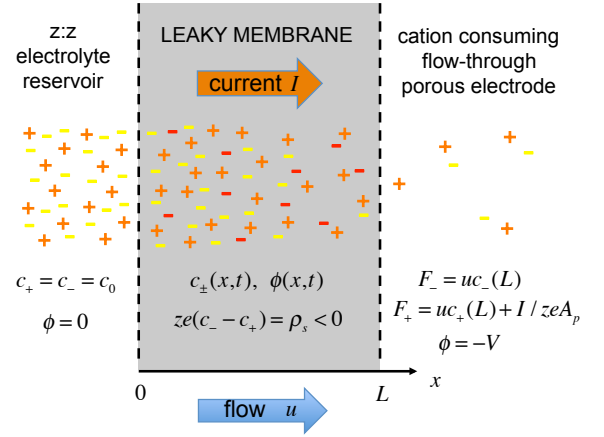 z:z
electrolyte
reservoir
LEAKY MEMBRANE
current I
cation consuming
flow-through
porous electrode
c₊ = c₋ = c₀
ϕ = 0
c±(x,t), ϕ(x,t)
ze(c₋ − c₊) = ρₛ < 0
F₋ = uc₋(L)
F₊ = uc₊(L) + I / zeAₚ
ϕ = −V
0
L
x
flow u